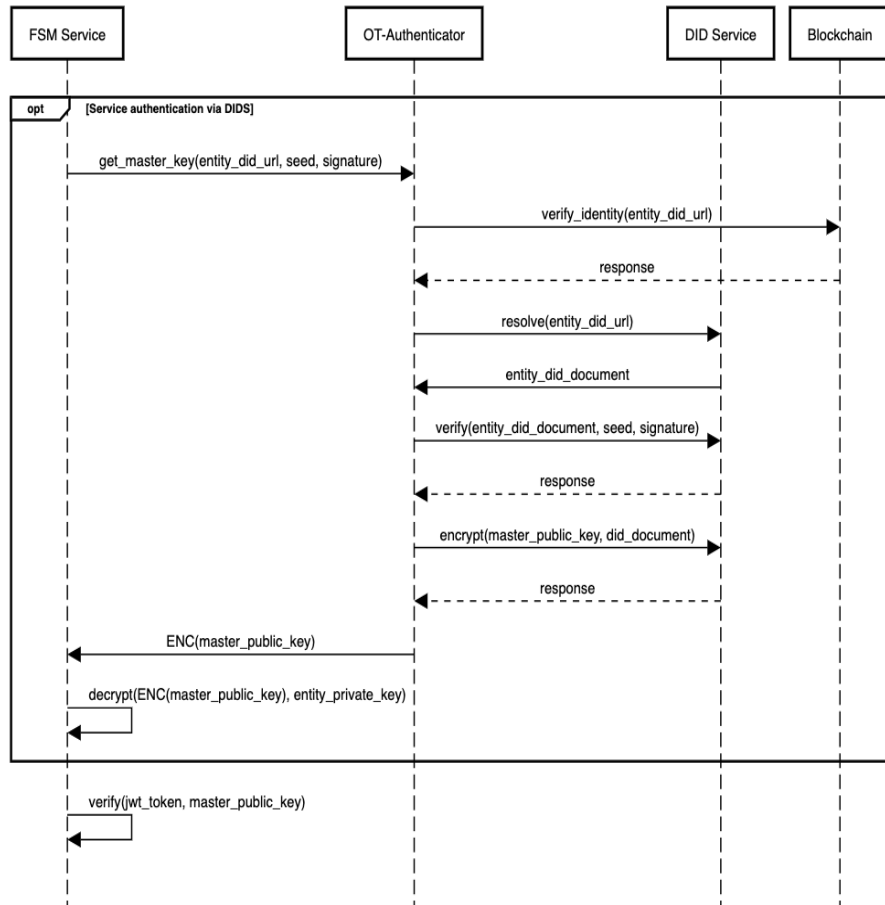 FSM Service
OT-Authenticator
DID Service
Blockchain
opt
[Service authentication via DIDS]
get_master_key(entity_did_url, seed, signature)
verify_identity(entity_did_url)
response
resolve(entity_did_url)
entity_did_document
verify(entity_did_document, seed, signature)
response
encrypt(master_public_key, did_document)
response
ENC(master_public_key)
decrypt(ENC(master_public_key), entity_private_key)
verify(jwt_token, master_public_key)